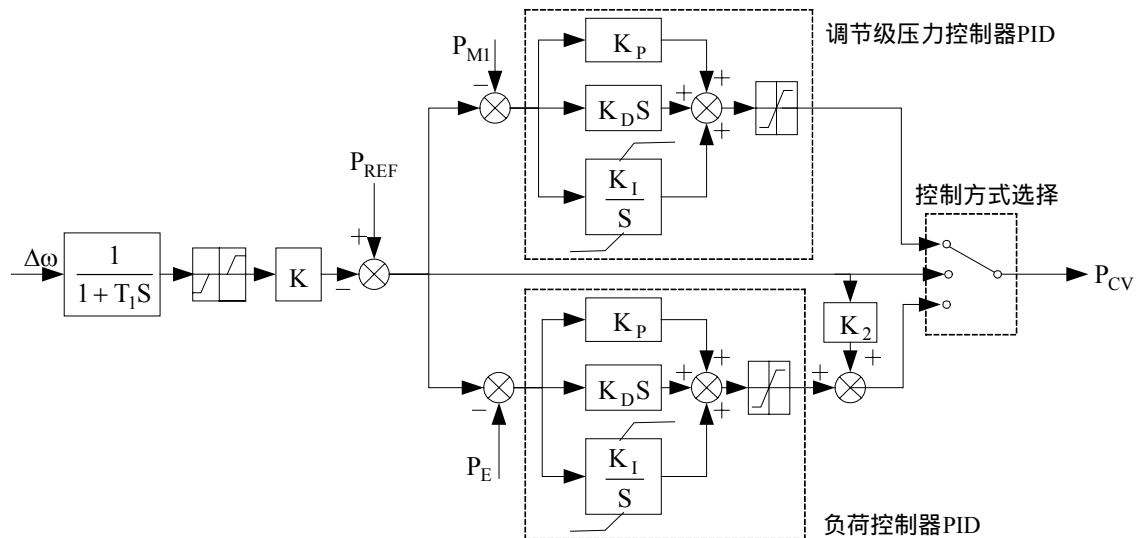 调节级压力控制器PID
P_M1
−
K_P
K_D S
K_I
S
+
+
+
P_REF
+
−
Δω
1
1 + T_1 S
K
控制方式选择
P_CV
K_2
+
+
−
P_E
K_P
K_D S
K_I
S
+
+
+
负荷控制器PID